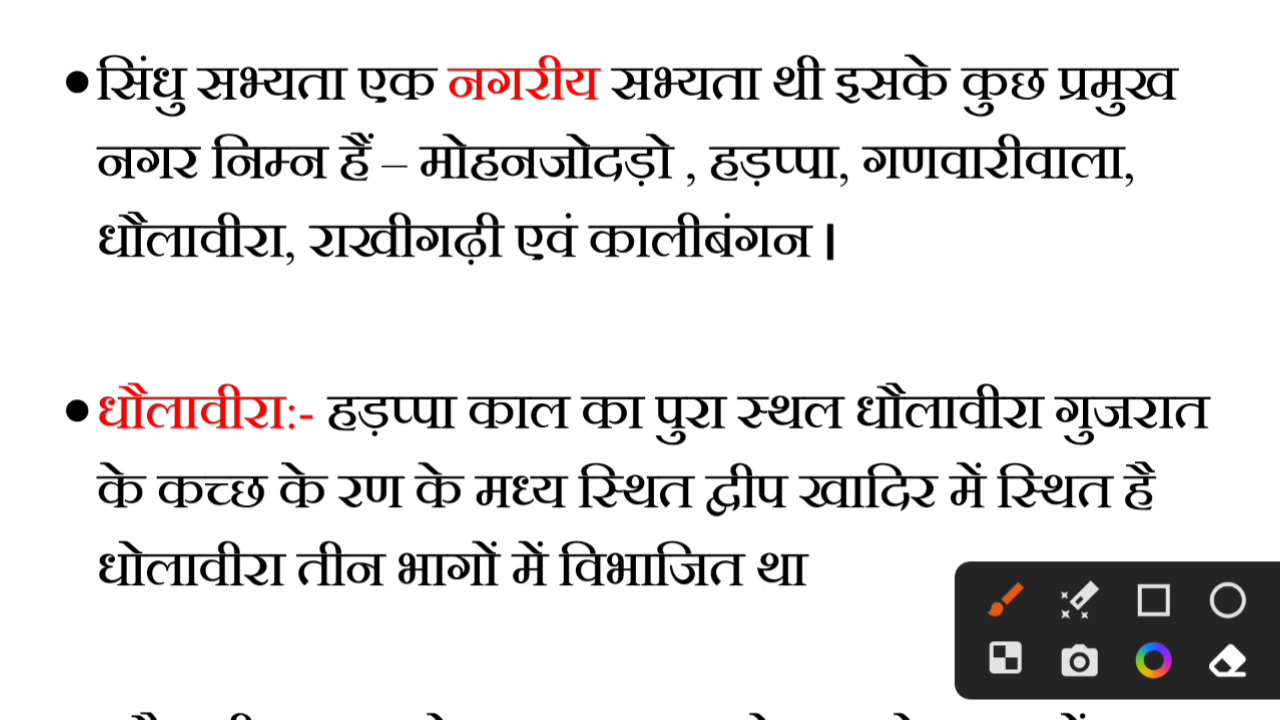 •सिंधु सभ्यता एक नगरीय सभ्यता थी इसके कुछ प्रमुख
नगर निम्न हैं – मोहनजोदड़ो , हड़प्पा, गणवारीवाला,
धौलावीरा, राखीगढ़ी एवं कालीबंगन ।
•धौलावीरा:- हड़प्पा काल का पुरा स्थल धौलावीरा गुजरात
के कच्छ के रण के मध्य स्थित द्वीप खादिर में स्थित है
धोलावीरा तीन भागों में विभाजित था